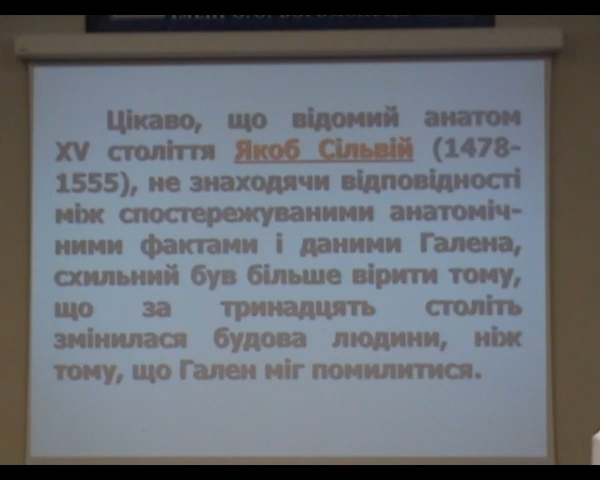 Цікаво, що відомий анатом
XV століття Якоб Сільвій (1478-
1555), не знаходячи відповідності
між спостережуваними анатоміч-
ними фактами і даними Галена,
схильний був більше вірити тому,
що за тринадцять століть
змінилася будова людини, ніж
тому, що Гален міг помилитися.